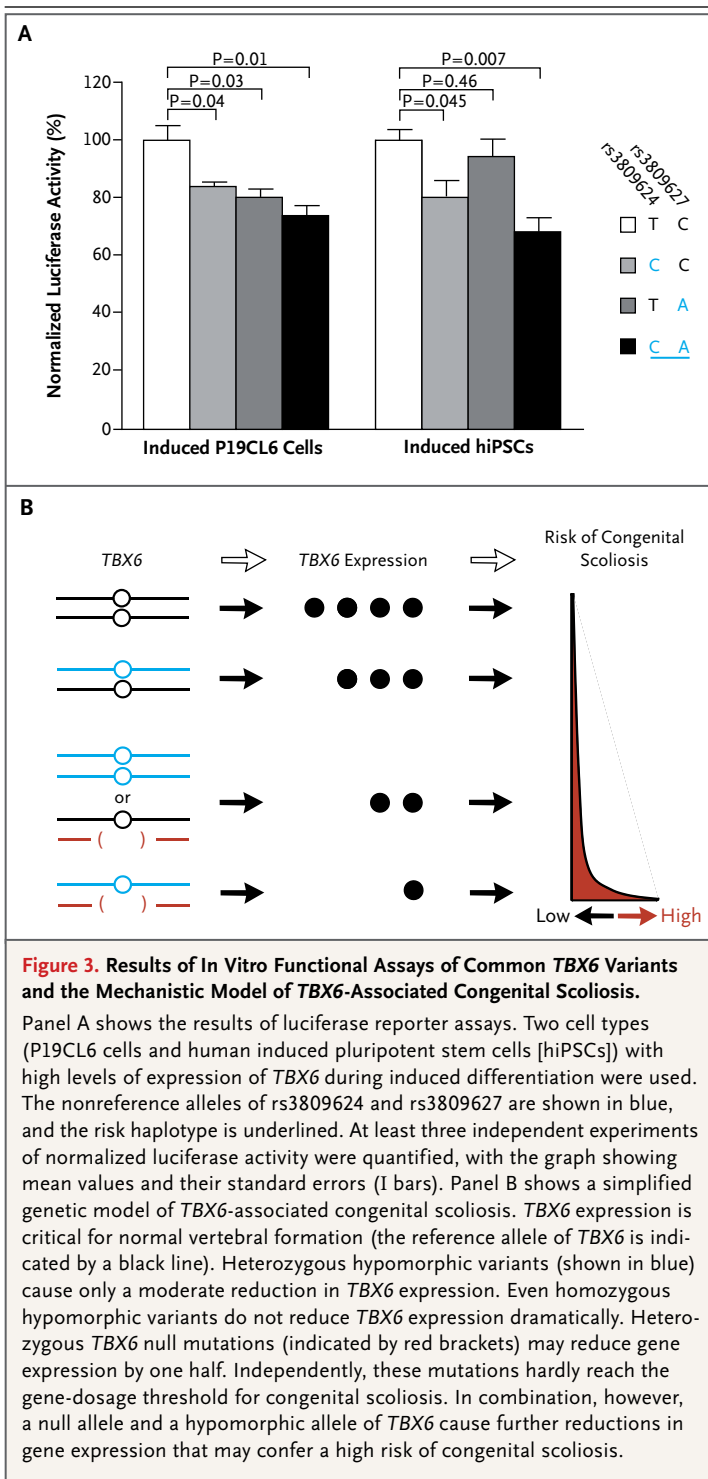 A
P=0.01
P=0.03
P=0.04
P=0.007
P=0.46
P=0.045
Normalized Luciferase Activity (%)
120
100
80
60
40
20
0
Induced P19CL6 Cells
Induced hiPSCs
rs3809624
rs3809627
T C
C C
T A
C A
B
TBX6
TBX6 Expression
Risk of Congenital
Scoliosis
or
( )
( )
Low
High
Figure 3. Results of In Vitro Functional Assays of Common TBX6 Variants
and the Mechanistic Model of TBX6-Associated Congenital Scoliosis.
Panel A shows the results of luciferase reporter assays. Two cell types
(P19CL6 cells and human induced pluripotent stem cells [hiPSCs]) with
high levels of expression of TBX6 during induced differentiation were used.
The nonreference alleles of rs3809624 and rs3809627 are shown in blue,
and the risk haplotype is underlined. At least three independent experiments
of normalized luciferase activity were quantified, with the graph showing
mean values and their standard errors (I bars). Panel B shows a simplified
genetic model of TBX6-associated congenital scoliosis. TBX6 expression is
critical for normal vertebral formation (the reference allele of TBX6 is indi-
cated by a black line). Heterozygous hypomorphic variants (shown in blue)
cause only a moderate reduction in TBX6 expression. Even homozygous
hypomorphic variants do not reduce TBX6 expression dramatically. Hetero-
zygous TBX6 null mutations (indicated by red brackets) may reduce gene
expression by one half. Independently, these mutations hardly reach the
gene-dosage threshold for congenital scoliosis. In combination, however,
a null allele and a hypomorphic allele of TBX6 cause further reductions in
gene expression that may confer a high risk of congenital scoliosis.